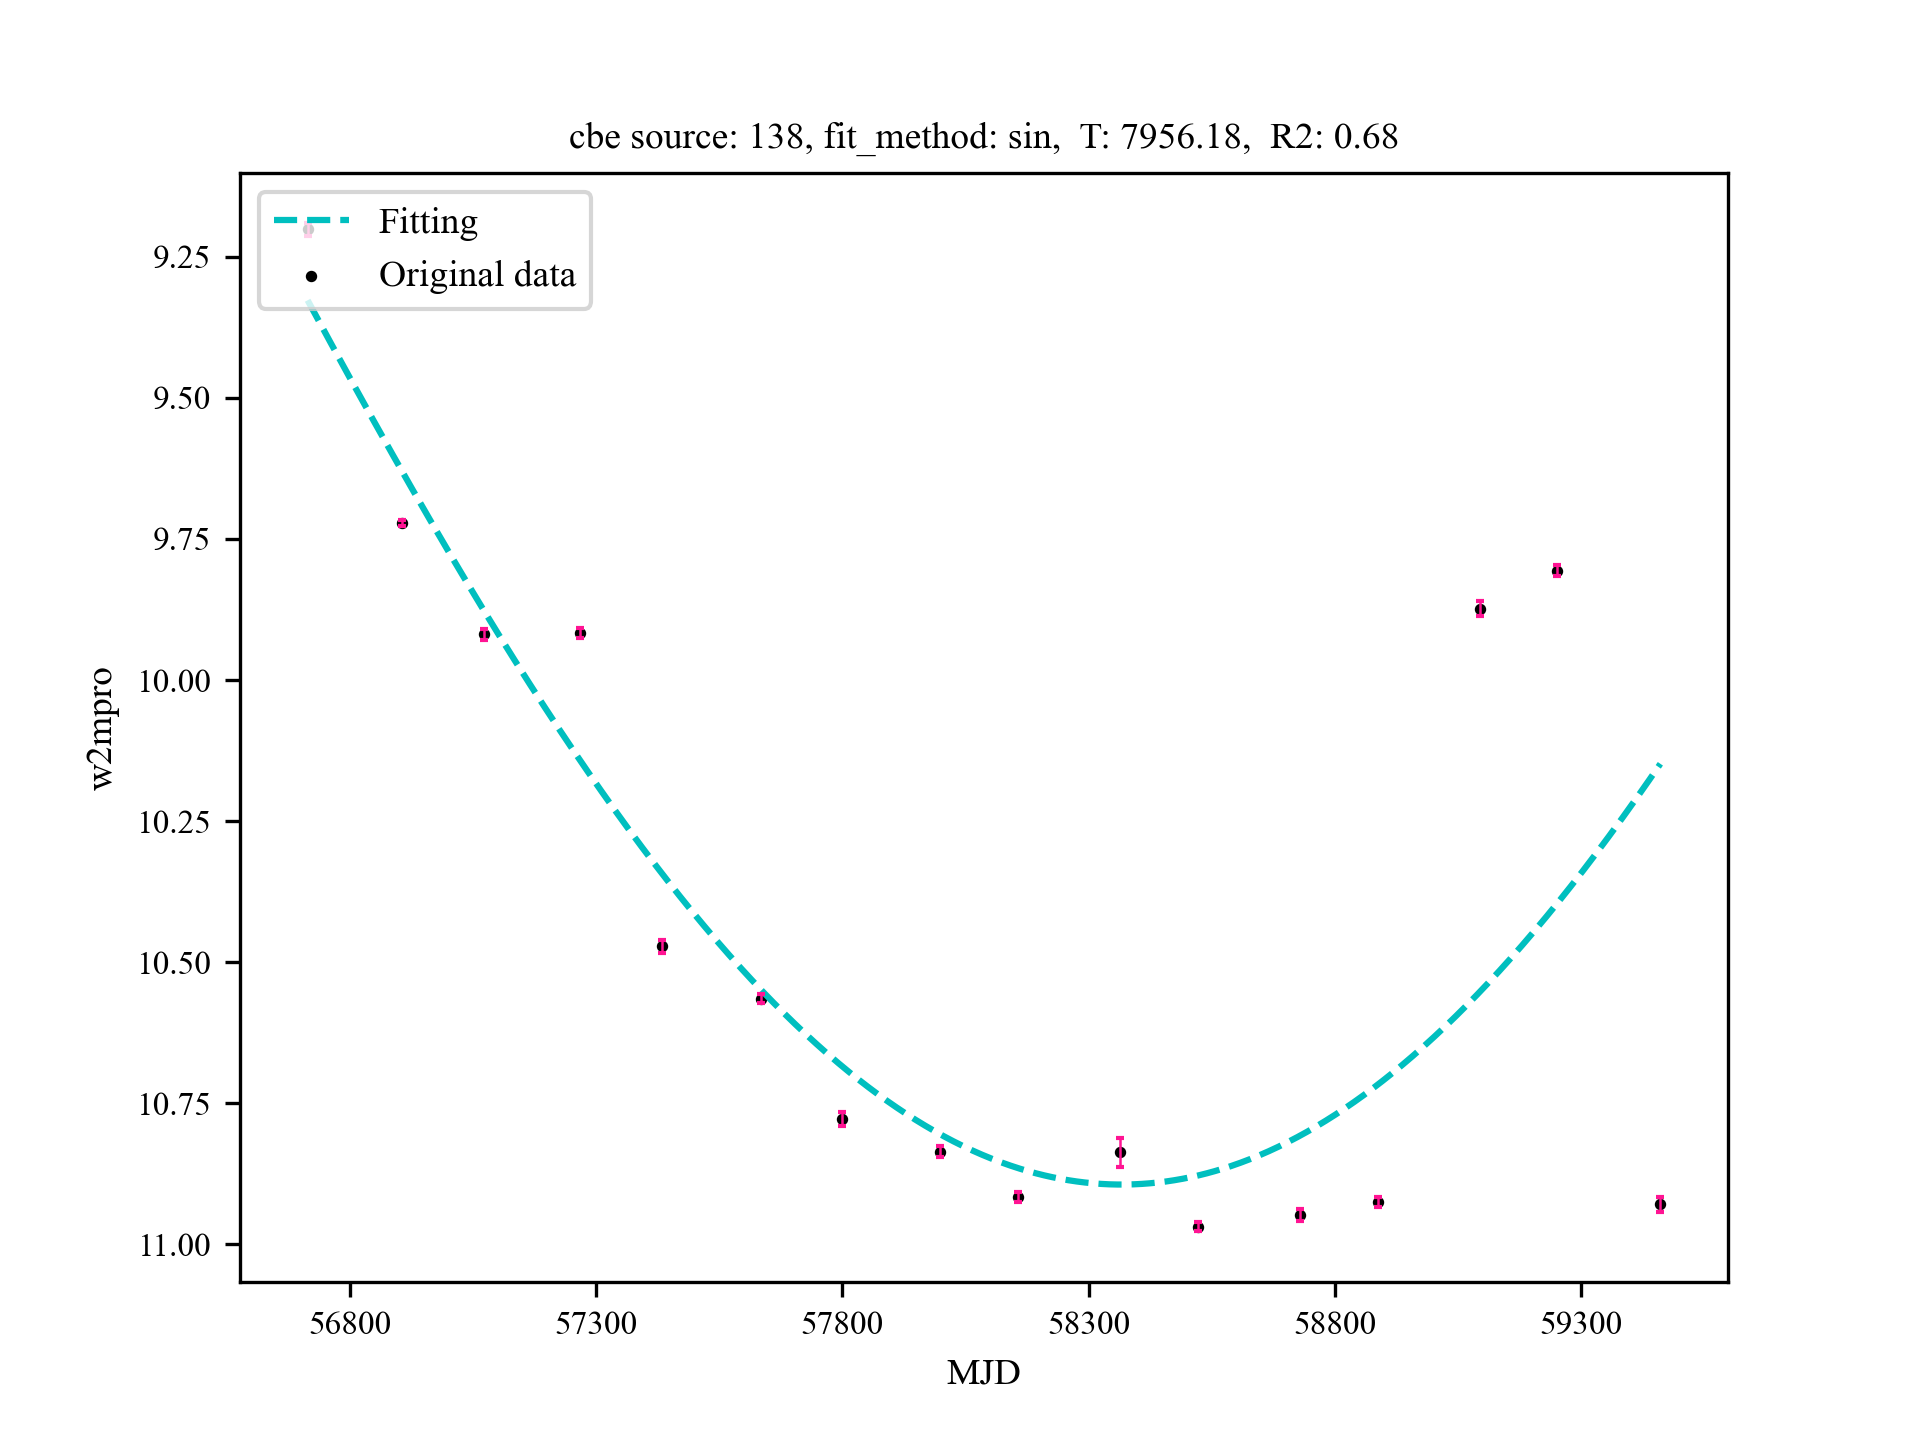 cbe source: 138, fit_method: sin,  T: 7956.18,  R2: 0.68
Fitting
Original data
9.25
9.50
9.75
10.00
10.25
10.50
10.75
11.00
w2mpro
56800
57300
57800
58300
58800
59300
MJD